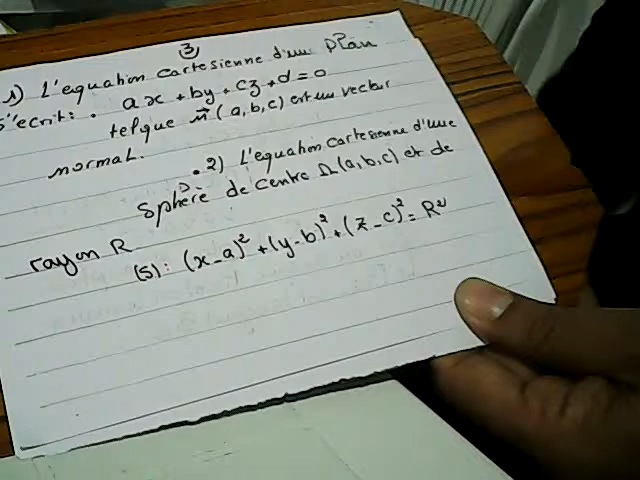 3
1) L'equation cartesienne d'un plan
s'ecrit : . ax + by + cz + d = 0
telque n⃗ (a, b, c) est un vecteur
normal.
. 2) L'equation cartesienne d'une
sphère de centre Ω(a, b, c) et de
rayon R
(S) : (x - a)² + (y - b)² + (z - c)² = R²